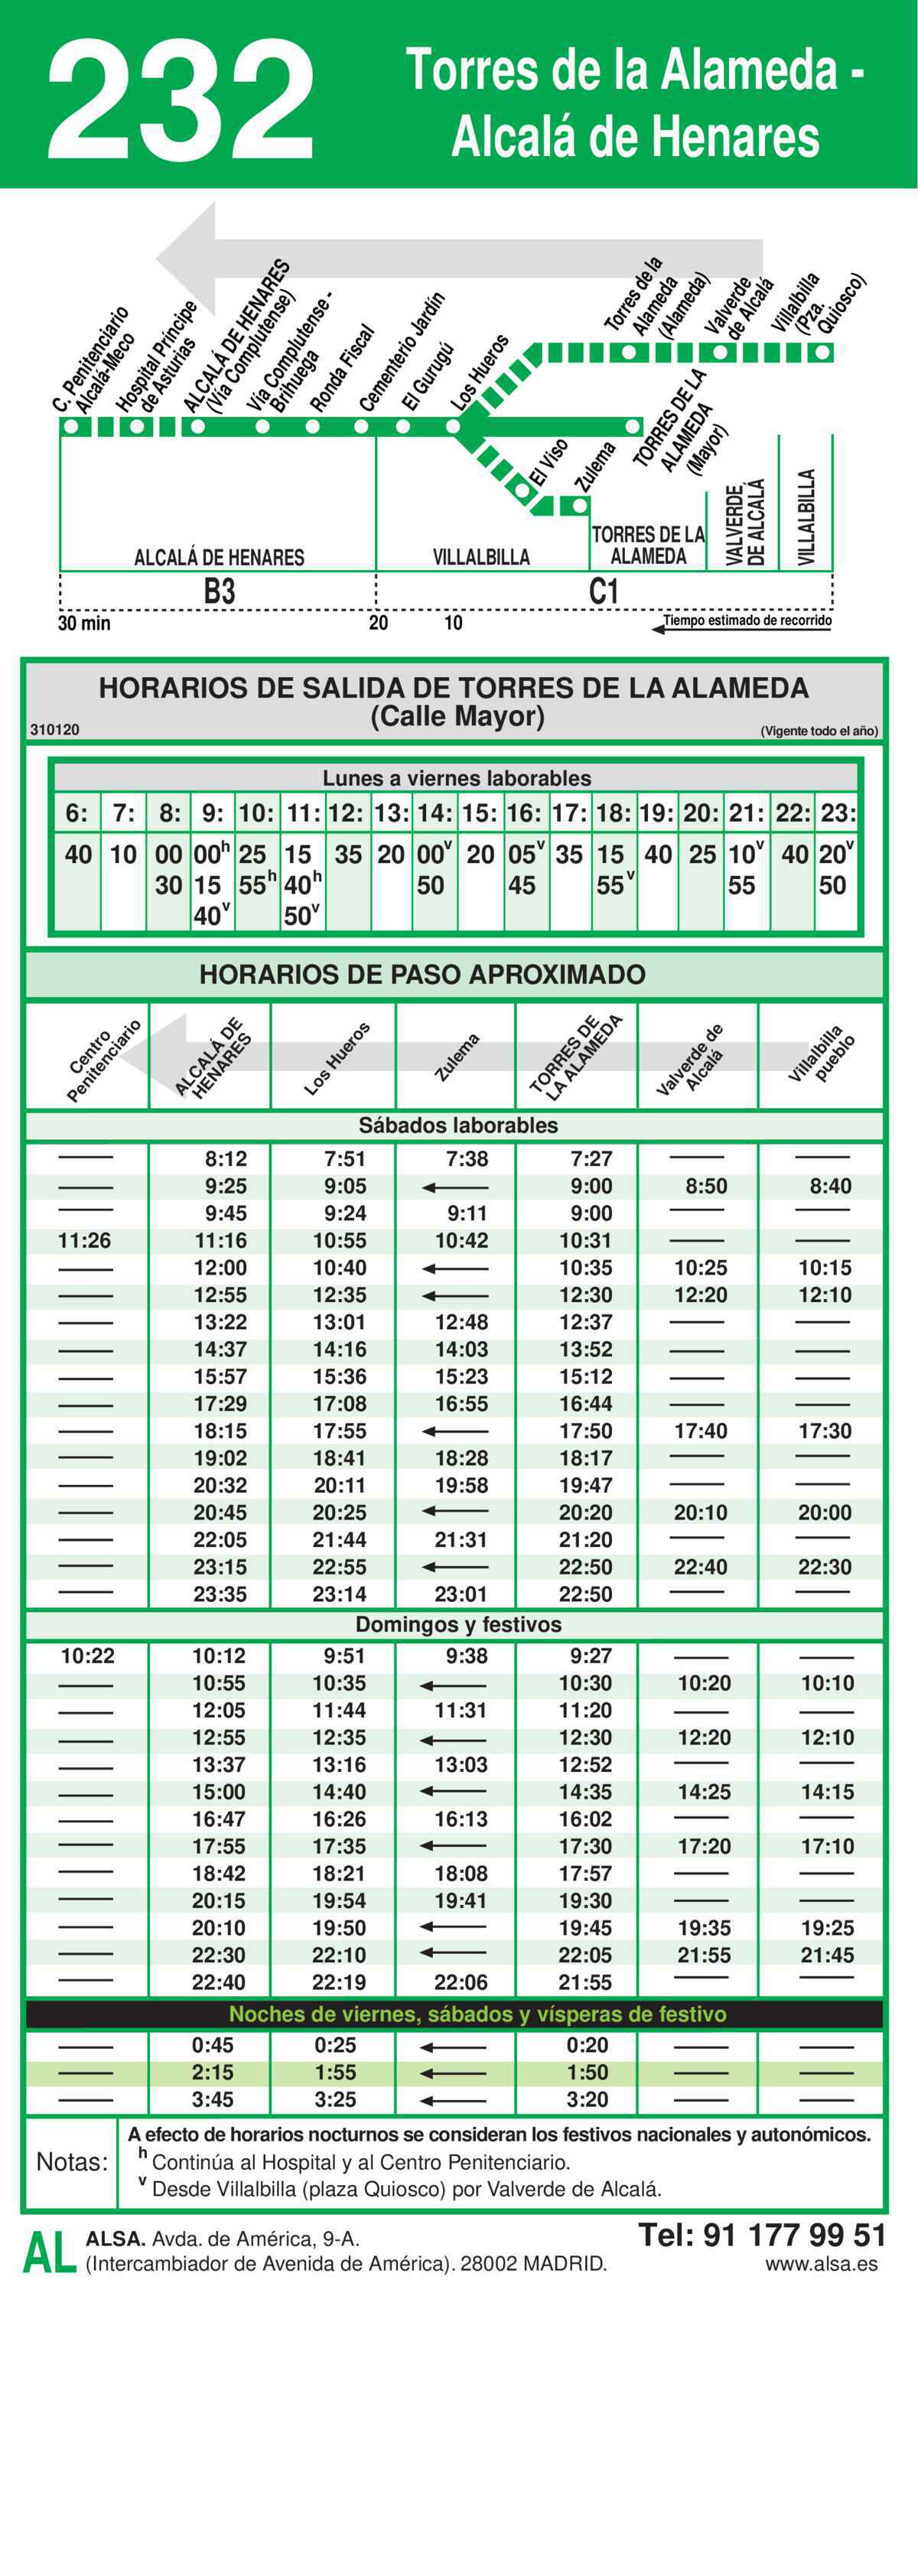 232
Torres de la Alameda -
Alcalá de Henares
C. Penitenciario
Alcalá-Meco
Hospital Príncipe
de Asturias
ALCALÁ DE HENARES
(Vía Complutense)
Vía Complutense -
Brihuega
Ronda Fiscal
Cementerio Jardín
El Gurugú
Los Hueros
Torres de la
Alameda
(Alameda)
Valverde
de Alcalá
Villalbilla
(Pza.
Quiosco)
El Viso
Zulema
TORRES DE LA
ALAMEDA
(Mayor)
ALCALÁ DE HENARES
VILLALBILLA
TORRES DE LA
ALAMEDA
VALVERDE
DE ALCALÁ
VILLALBILLA
B3
C1
30 min 20 10 Tiempo estimado de recorrido
HORARIOS DE SALIDA DE TORRES DE LA ALAMEDA
(Calle Mayor)
310120 (Vigente todo el año)
Lunes a viernes laborables
6: 7: 8: 9: 10: 11: 12: 13: 14: 15: 16: 17: 18: 19: 20: 21: 22: 23:
40 10 00 00h 25 15 35 20 00v 20 05v 35 15 40 25 10v 40 20v
30 15 55h 40h 50 45 55v 55 50
40v 50v
HORARIOS DE PASO APROXIMADO
Centro
Penitenciario
ALCALÁ DE
HENARES
Los Hueros
Zulema
TORRES DE
LA ALAMEDA
Valverde de
Alcalá
Villalbilla
pueblo
Sábados laborables
—— 8:12 7:51 7:38 7:27 —— ——
—— 9:25 9:05 ← 9:00 8:50 8:40
—— 9:45 9:24 9:11 9:00 —— ——
11:26 11:16 10:55 10:42 10:31 —— ——
—— 12:00 10:40 ← 10:35 10:25 10:15
—— 12:55 12:35 ← 12:30 12:20 12:10
—— 13:22 13:01 12:48 12:37 —— ——
—— 14:37 14:16 14:03 13:52 —— ——
—— 15:57 15:36 15:23 15:12 —— ——
—— 17:29 17:08 16:55 16:44 —— ——
—— 18:15 17:55 ← 17:50 17:40 17:30
—— 19:02 18:41 18:28 18:17 —— ——
—— 20:32 20:11 19:58 19:47 —— ——
—— 20:45 20:25 ← 20:20 20:10 20:00
—— 22:05 21:44 21:31 21:20 —— ——
—— 23:15 22:55 ← 22:50 22:40 22:30
—— 23:35 23:14 23:01 22:50 —— ——
Domingos y festivos
10:22 10:12 9:51 9:38 9:27 —— ——
—— 10:55 10:35 ← 10:30 10:20 10:10
—— 12:05 11:44 11:31 11:20 —— ——
—— 12:55 12:35 ← 12:30 12:20 12:10
—— 13:37 13:16 13:03 12:52 —— ——
—— 15:00 14:40 ← 14:35 14:25 14:15
—— 16:47 16:26 16:13 16:02 —— ——
—— 17:55 17:35 ← 17:30 17:20 17:10
—— 18:42 18:21 18:08 17:57 —— ——
—— 20:15 19:54 19:41 19:30 —— ——
—— 20:10 19:50 ← 19:45 19:35 19:25
—— 22:30 22:10 ← 22:05 21:55 21:45
—— 22:40 22:19 22:06 21:55 —— ——
Noches de viernes, sábados y vísperas de festivo
—— 0:45 0:25 ← 0:20 —— ——
—— 2:15 1:55 ← 1:50 —— ——
—— 3:45 3:25 ← 3:20 —— ——
Notas:
A efecto de horarios nocturnos se consideran los festivos nacionales y autonómicos.
h Continúa al Hospital y al Centro Penitenciario.
v Desde Villalbilla (plaza Quiosco) por Valverde de Alcalá.
AL
ALSA. Avda. de América, 9-A.
(Intercambiador de Avenida de América). 28002 MADRID.
Tel: 91 177 99 51
www.alsa.es